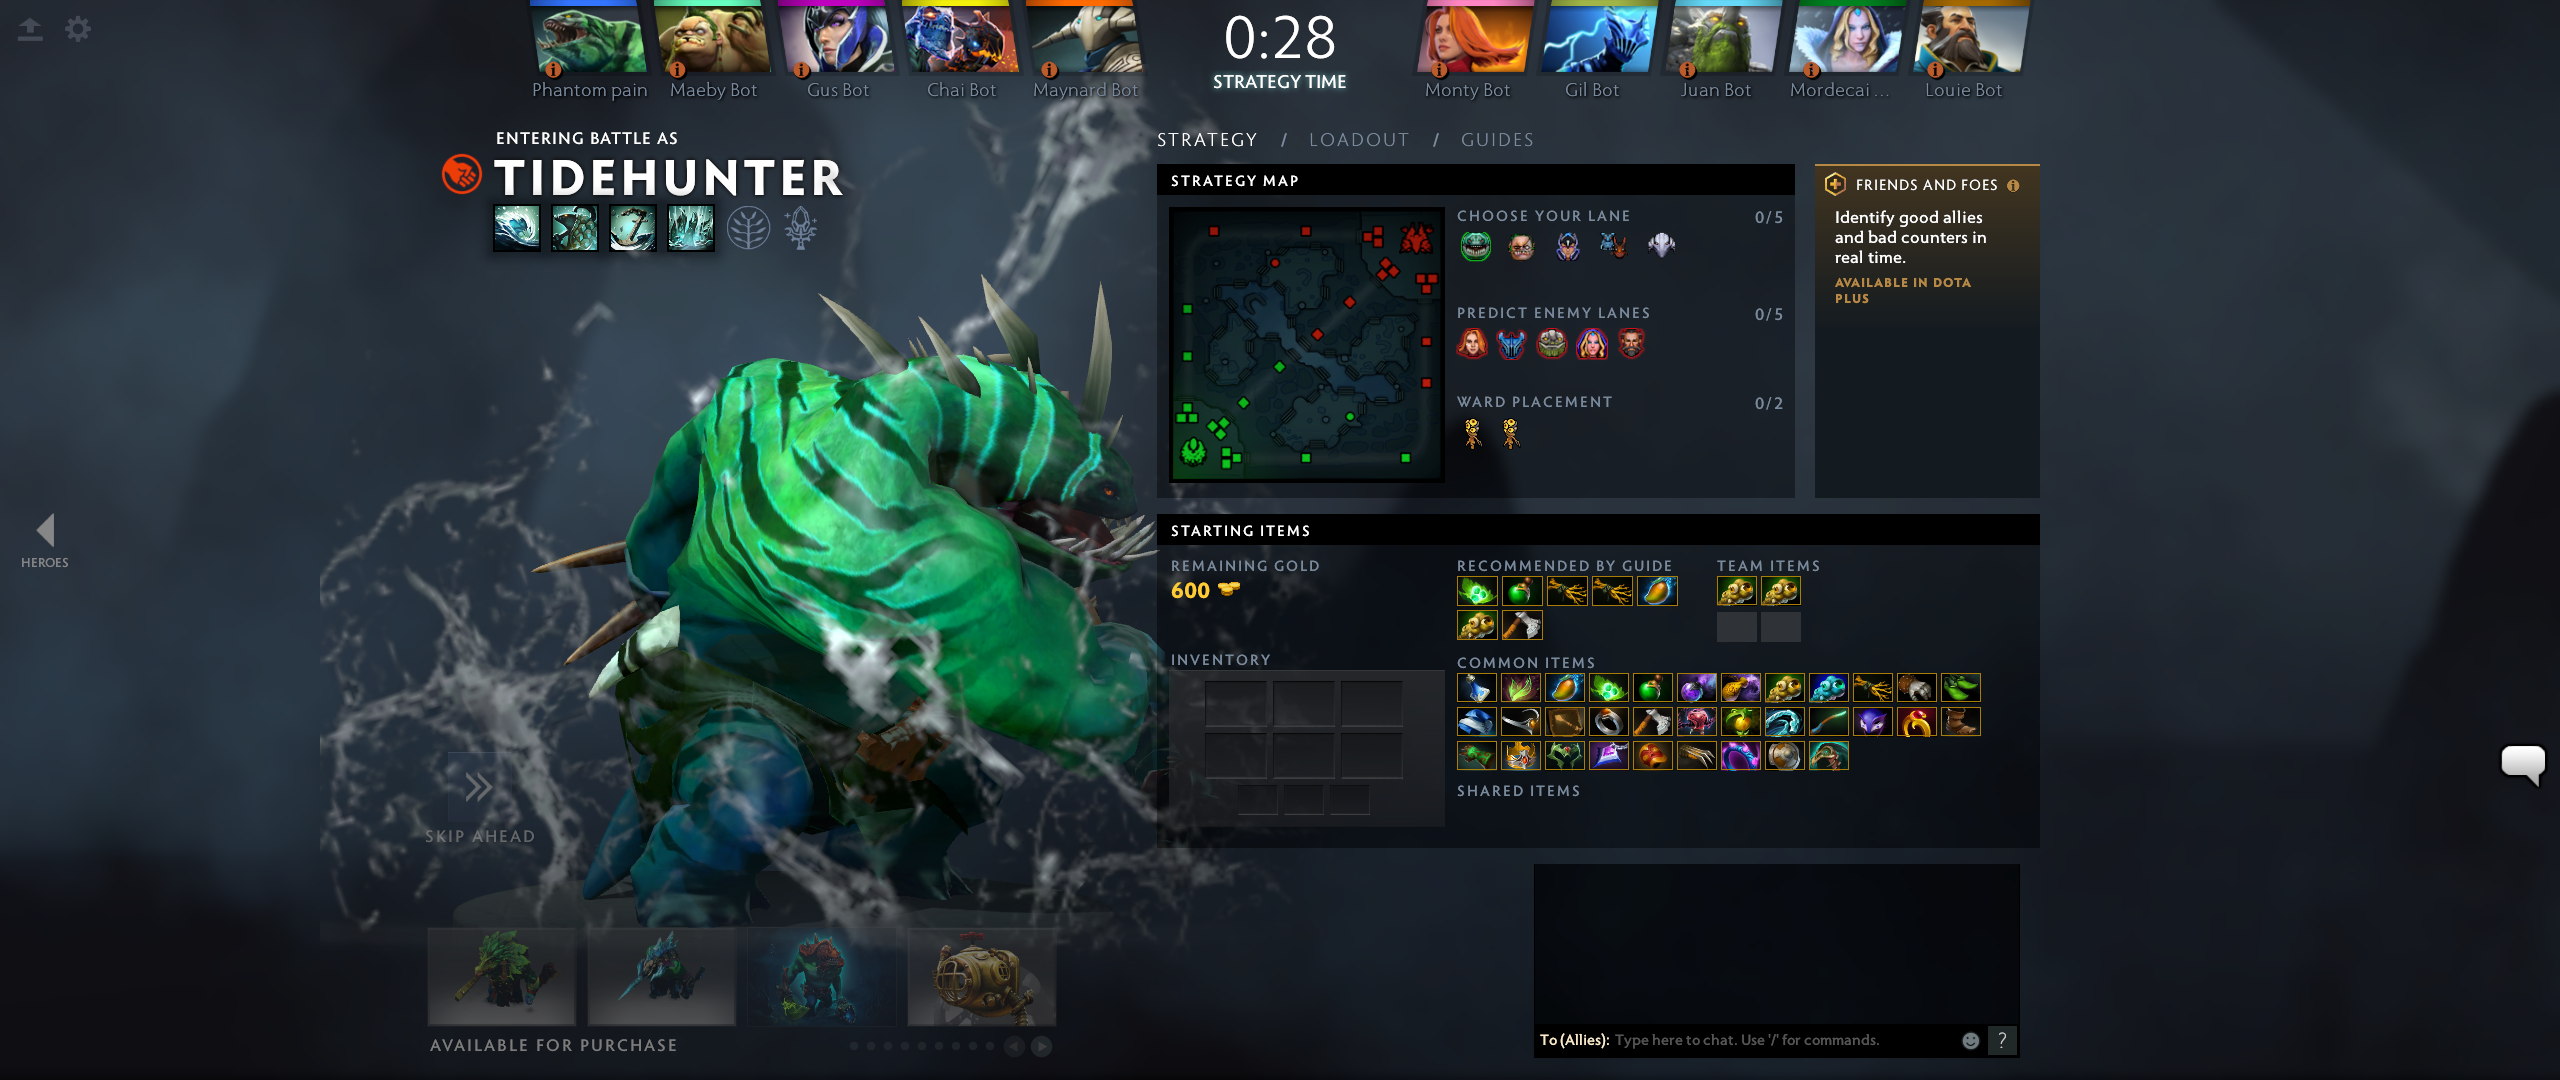 Phantom pain
Maeby Bot
Gus Bot
Chai Bot
Maynard Bot
0:28
STRATEGY TIME
Monty Bot
Gil Bot
Juan Bot
Mordecai ...
Louie Bot
ENTERING BATTLE AS
TIDEHUNTER
STRATEGY / LOADOUT / GUIDES
STRATEGY MAP
CHOOSE YOUR LANE 0/5
PREDICT ENEMY LANES 0/5
WARD PLACEMENT 0/2
FRIENDS AND FOES
Identify good allies
and bad counters in
real time.
AVAILABLE IN DOTA
PLUS
HEROES
STARTING ITEMS
REMAINING GOLD
600
RECOMMENDED BY GUIDE
TEAM ITEMS
INVENTORY
COMMON ITEMS
SHARED ITEMS
SKIP AHEAD
AVAILABLE FOR PURCHASE
To (Allies): Type here to chat. Use '/' for commands.
?